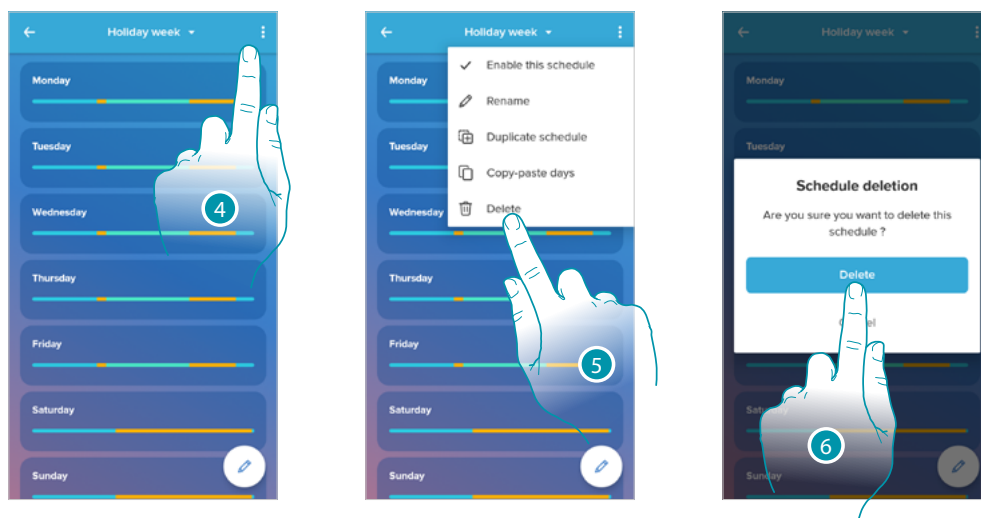 Holiday week
Monday
Tuesday
Wednesday
Thursday
Friday
Saturday
Sunday
4
Holiday week
Enable this schedule
Rename
Duplicate schedule
Copy-paste days
Delete
Monday
Tuesday
Wednesday
Thursday
Friday
Saturday
Sunday
5
Holiday week
Monday
Tuesday
Schedule deletion
Are you sure you want to delete this
schedule ?
Delete
Sunday
6